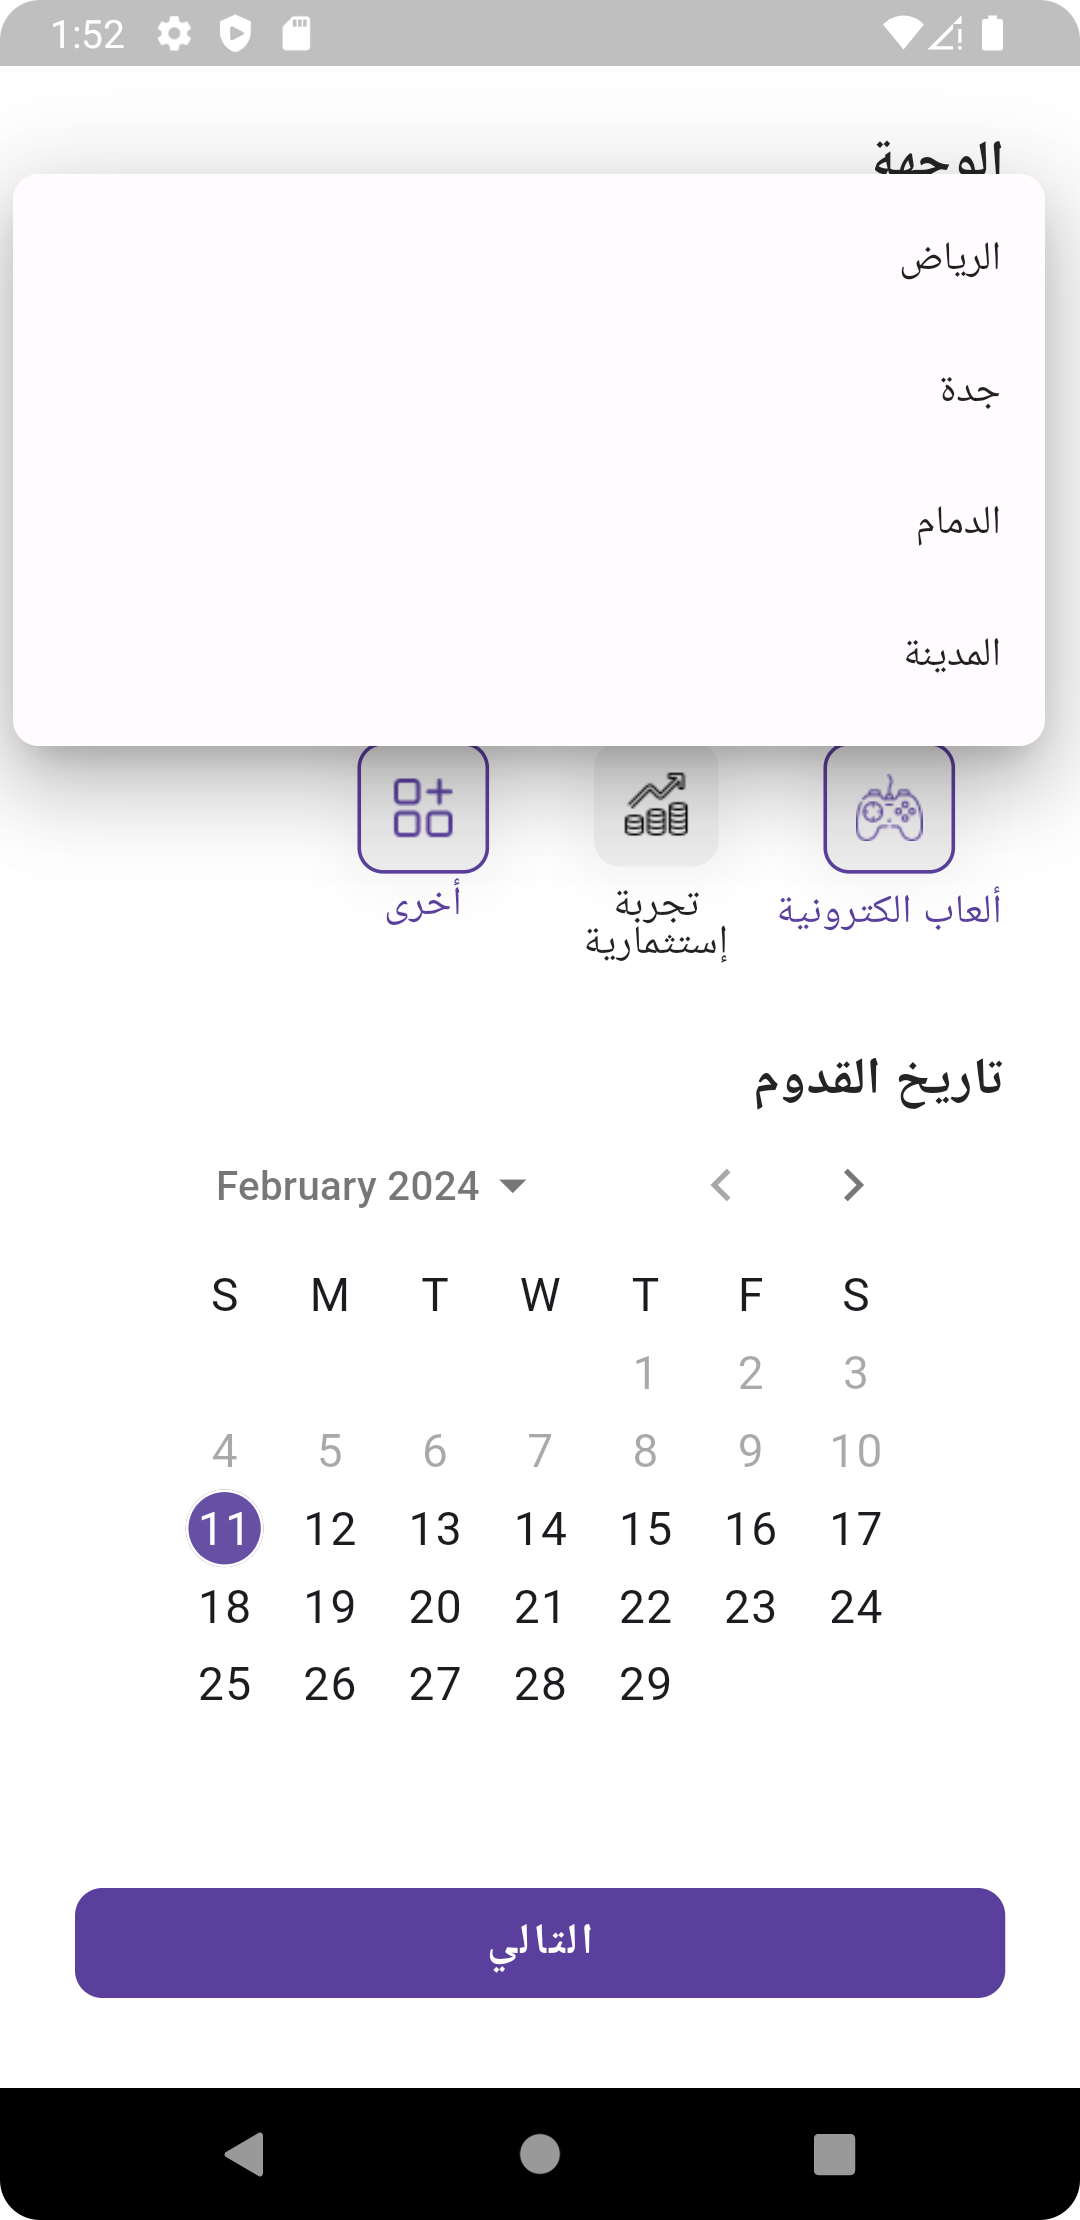 1:52
الوجهة
الرياض
جدة
الدمام
المدينة
ألعاب الكترونية
تجربة
إستثمارية
أخرى
تاريخ القدوم
February 2024
S M T W T F S
1 2 3
4 5 6 7 8 9 10
11 12 13 14 15 16 17
18 19 20 21 22 23 24
25 26 27 28 29
التالي